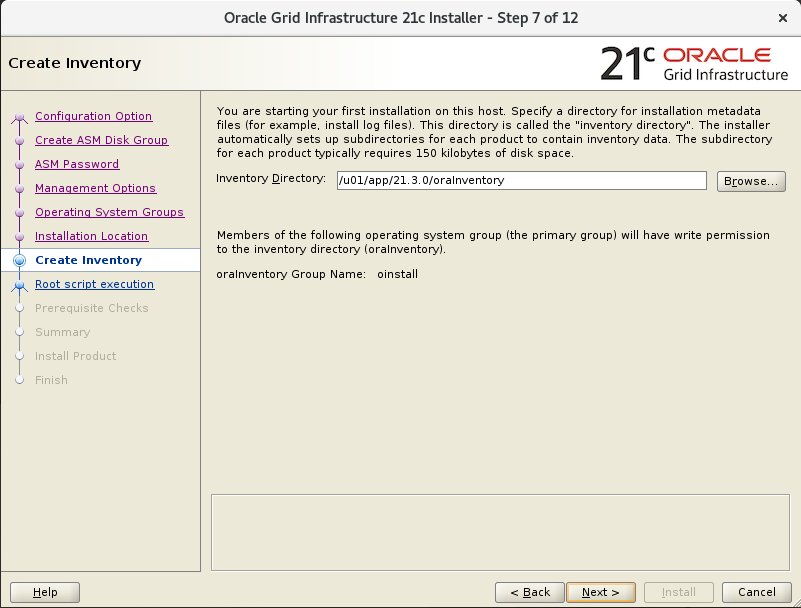 Oracle Grid Infrastructure 21c Installer - Step 7 of 12
Create Inventory
21c ORACLE
Grid Infrastructure
Configuration Option
Create ASM Disk Group
ASM Password
Management Options
Operating System Groups
Installation Location
Create Inventory
Root script execution
Prerequisite Checks
Summary
Install Product
Finish
You are starting your first installation on this host. Specify a directory for installation metadata
files (for example, install log files). This directory is called the "inventory directory". The installer
automatically sets up subdirectories for each product to contain inventory data. The subdirectory
for each product typically requires 150 kilobytes of disk space.
Inventory Directory: /u01/app/21.3.0/oraInventory Browse...
Members of the following operating system group (the primary group) will have write permission
to the inventory directory (oraInventory).
oraInventory Group Name: oinstall
Help < Back Next > Install Cancel